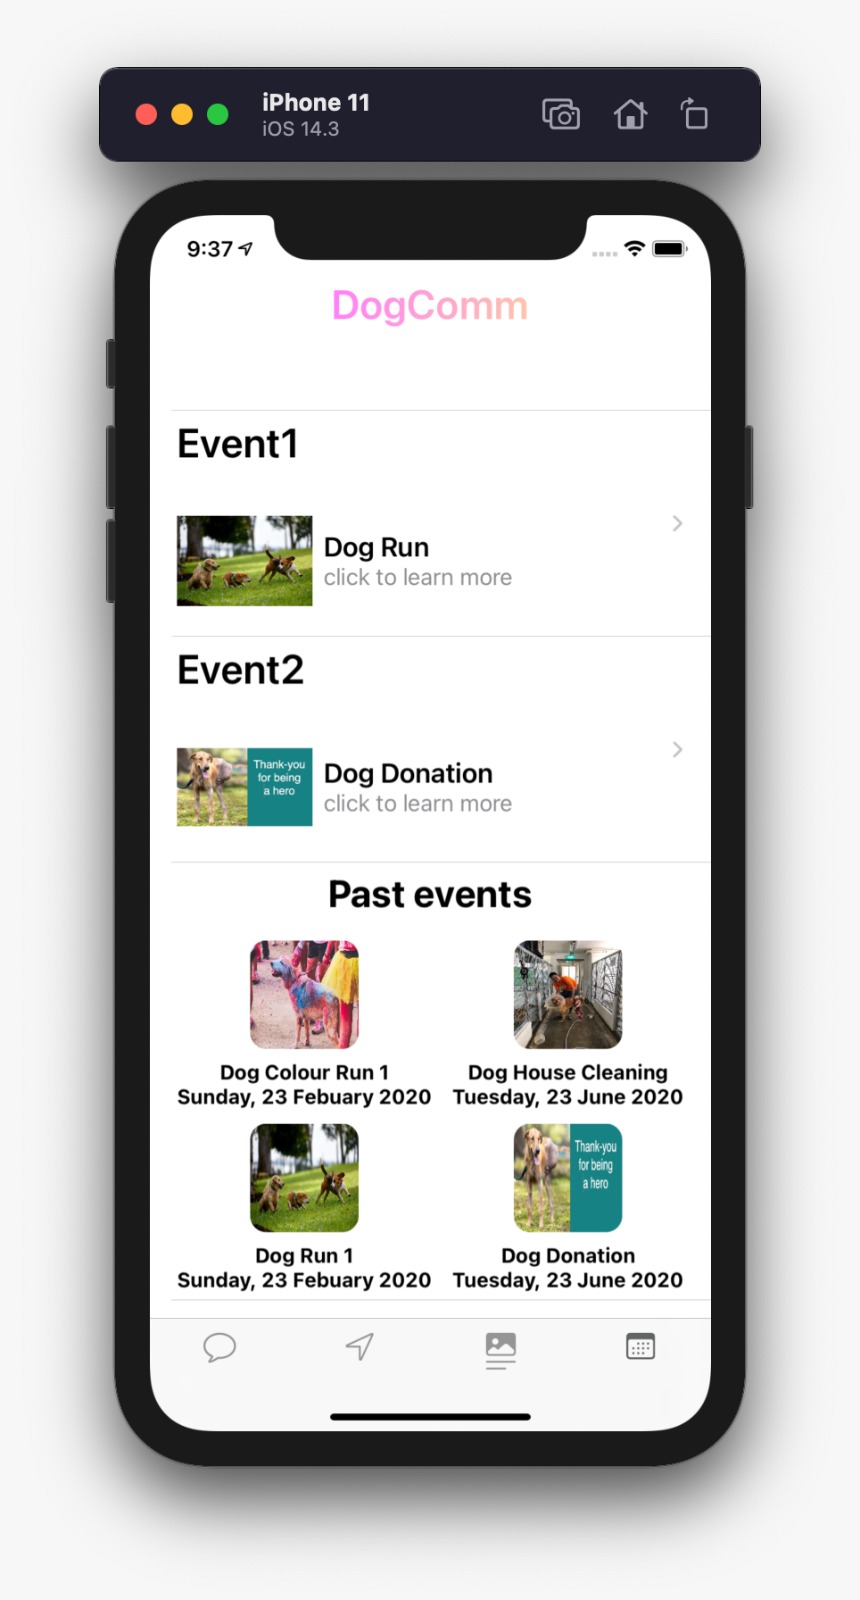 iPhone 11
iOS 14.3
9:37
DogComm
Event1
Dog Run
click to learn more
Event2
Thank-you
for being
a hero
Dog Donation
click to learn more
Past events
Dog Colour Run 1
Sunday, 23 Febuary 2020
Dog House Cleaning
Tuesday, 23 June 2020
Thank-you
for being
a hero
Dog Run 1
Sunday, 23 Febuary 2020
Dog Donation
Tuesday, 23 June 2020